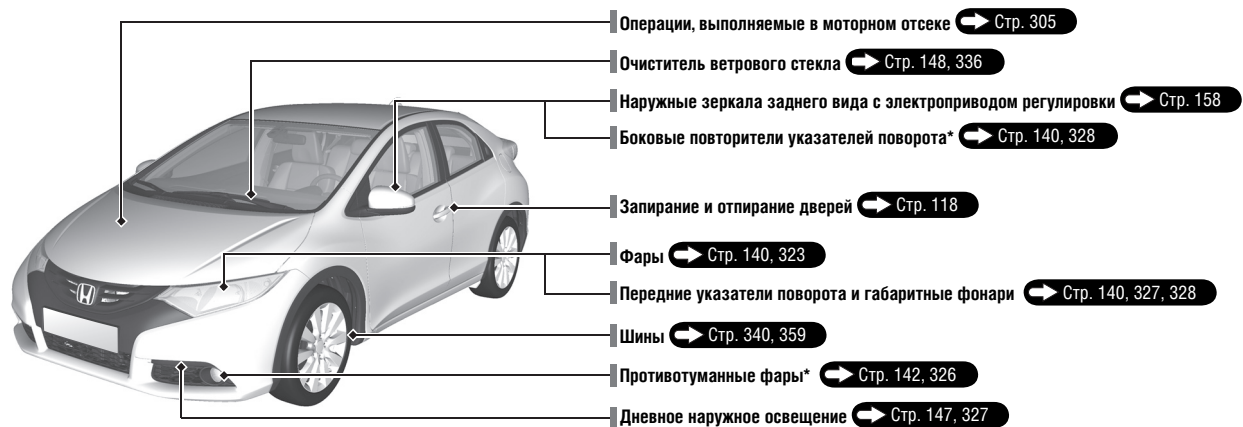 Операции, выполняемые в моторном отсеке Стр. 305
Очиститель ветрового стекла Стр. 148, 336
Наружные зеркала заднего вида с электроприводом регулировки Стр. 158
Боковые повторители указателей поворота* Стр. 140, 328
Запирание и отпирание дверей Стр. 118
Фары Стр. 140, 323
Передние указатели поворота и габаритные фонари Стр. 140, 327, 328
Шины Стр. 340, 359
Противотуманные фары* Стр. 142, 326
Дневное наружное освещение Стр. 147, 327